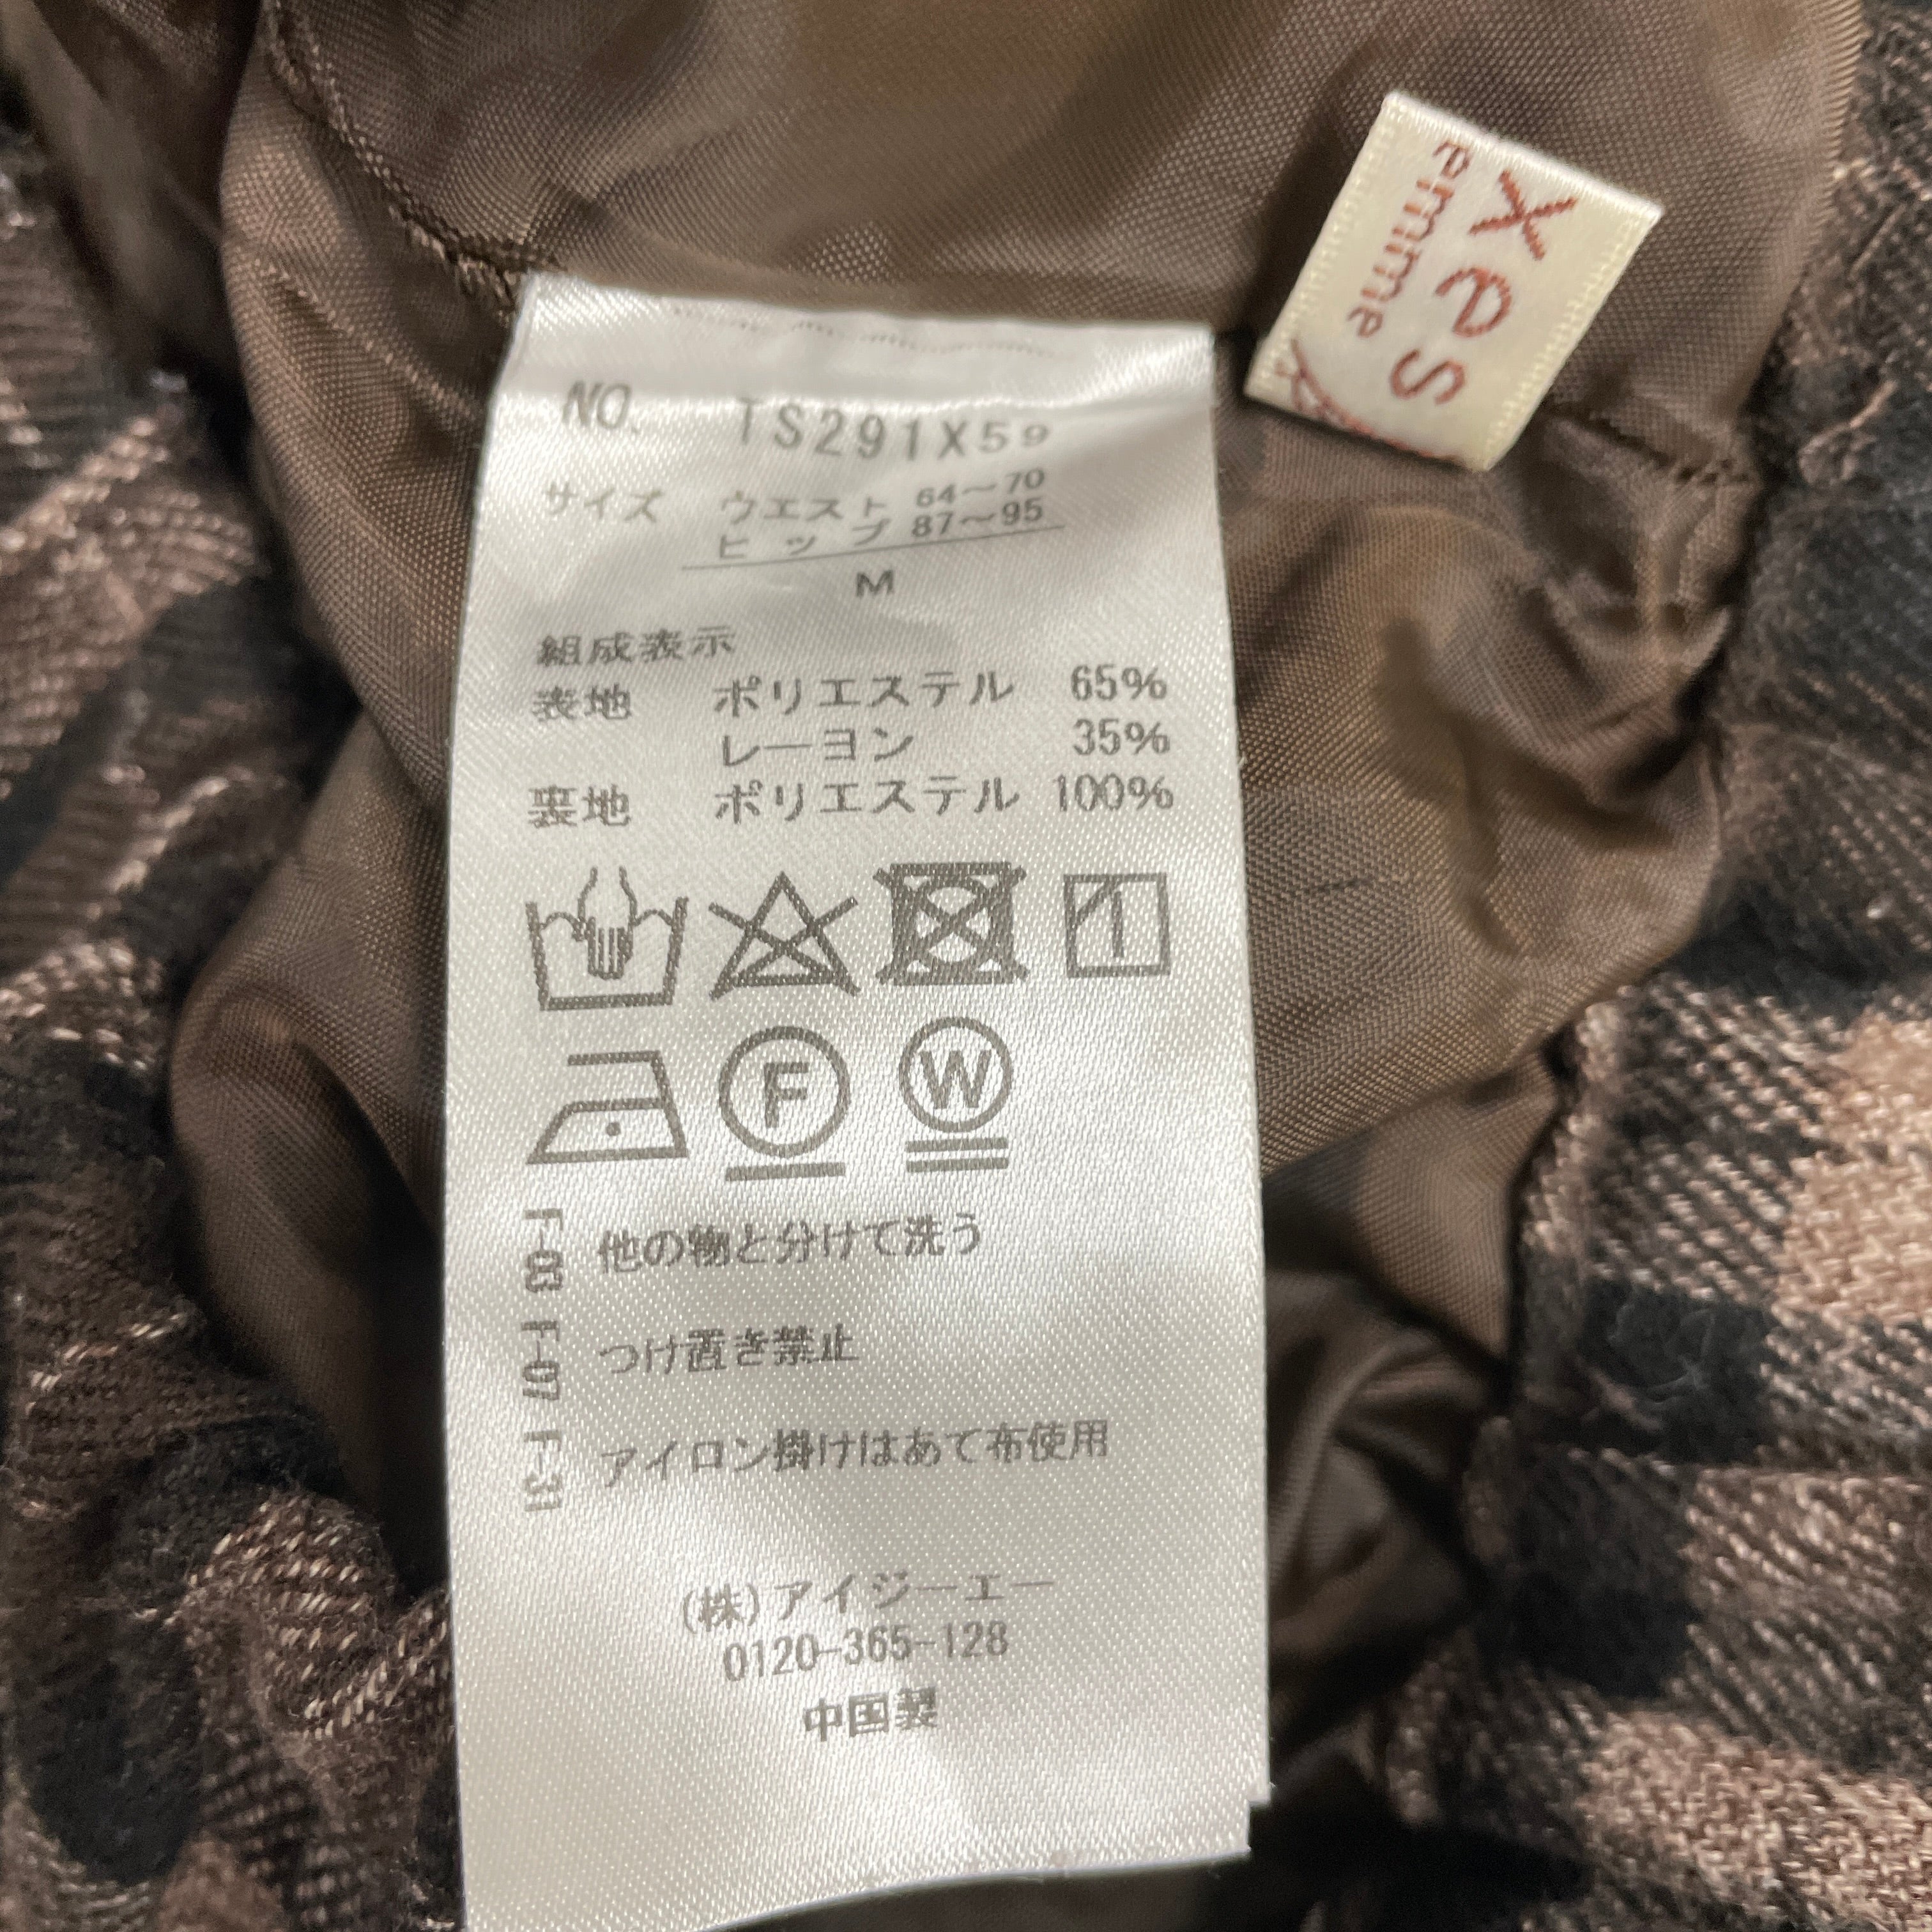 NO. TS291X59
サイズ ウエスト 64～70
ヒップ 87～95
M
組成表示
表地 ポリエステル 65%
レーヨン 35%
裏地 ポリエステル 100%
F
W
F-03 他の物と分けて洗う
F-07 つけ置き禁止
F-31 アイロン掛けはあて布使用
(株)アイジーエー
0120-365-128
中国製
xes
emme